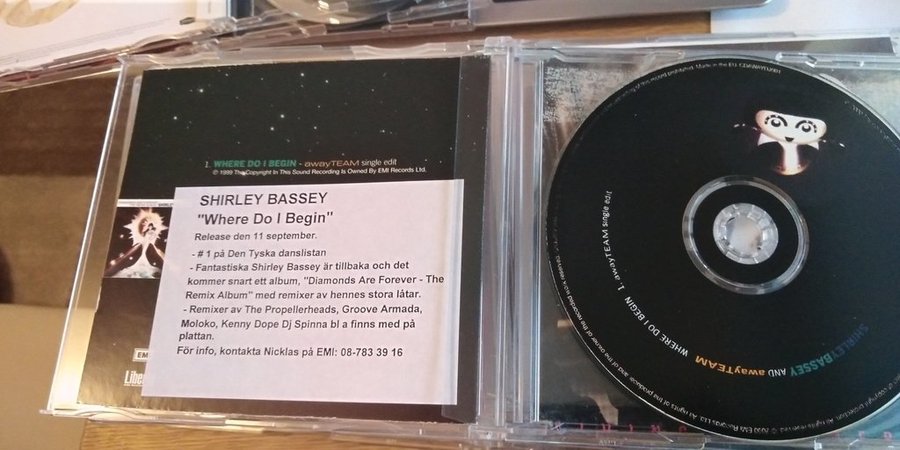 1. WHERE DO I BEGIN - awayTEAM single edit
℗ 1999 The Copyright In This Sound Recording Is Owned By EMI Records Ltd.
SHIRLEY BASSEY
"Where Do I Begin"
Release den 11 september.
- # 1 på Den Tyska danslistan
- Fantastiska Shirley Bassey är tillbaka och det
kommer snart ett album, "Diamonds Are Forever - The
Remix Album" med remixer av hennes stora låtar.
- Remixer av The Propellerheads, Groove Armada,
Moloko, Kenny Dope Dj Spinna bl a finns med på
plattan.
För info, kontakta Nicklas på EMI: 08-783 39 16
EMI
SHIRLEY BASSEY AND awayTEAM WHERE DO I BEGIN 1. awayTEAM single edit